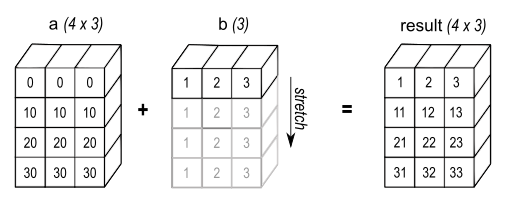 a (4 x 3) b (3) result (4 x 3)
0 0 0 1 2 3 1 2 3
10 10 10 + 1 2 3 = 11 12 13
20 20 20 1 2 3 21 22 23
30 30 30 1 2 3 31 32 33
stretch